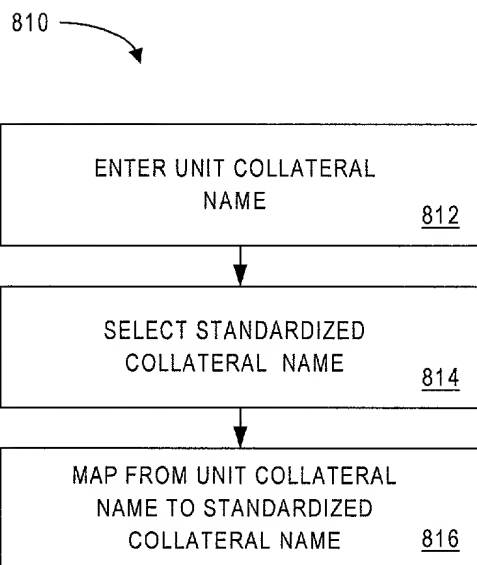 810
ENTER UNIT COLLATERAL
NAME
812
SELECT STANDARDIZED
COLLATERAL NAME
814
MAP FROM UNIT COLLATERAL
NAME TO STANDARDIZED
COLLATERAL NAME
816